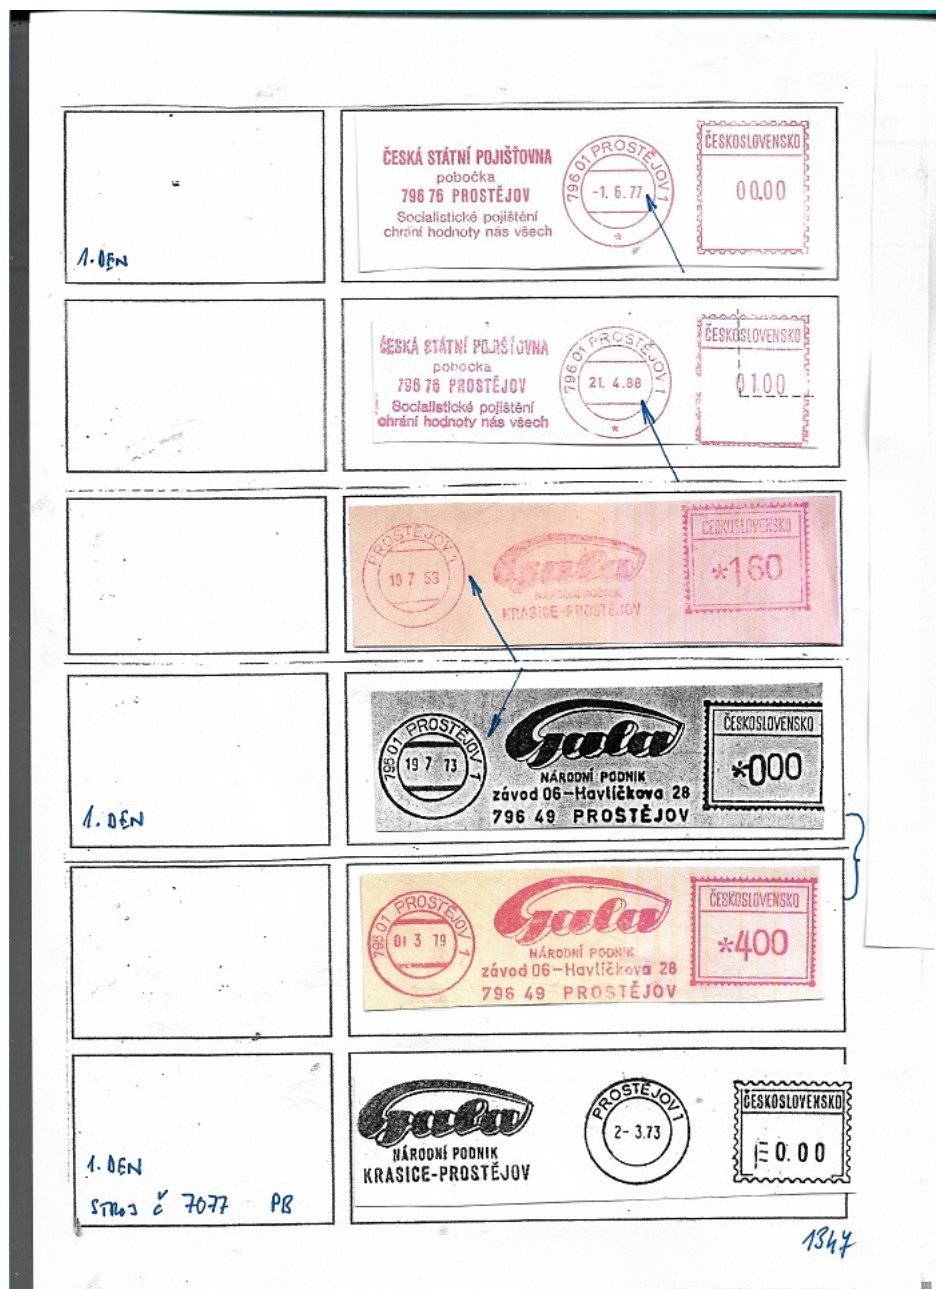 ČESKÁ STÁTNÍ POJIŠŤOVNA
pobočka
796 76 PROSTĚJOV
Socialistické pojištění
chrání hodnoty nás všech
796 01 PROSTĚJOV 1
-1. 6. 77
*
ČESKOSLOVENSKO
00.00
1. DEN
ČESKÁ STÁTNÍ POJIŠŤOVNA
pobočka
796 76 PROSTĚJOV
Socialistické pojištění
chrání hodnoty nás všech
796 01 PROSTĚJOV 1
21. 4. 88
*
ČESKOSLOVENSKO
01.00
PROSTĚJOV 1
Gala
NÁRODNÍ PODNIK
KRASICE-PROSTĚJOV
ČESKOSLOVENSKO
*160
796 01 PROSTĚJOV 1
19 7 73
Gala
NÁRODNÍ PODNIK
závod 06-Havlíčkova 28
796 49 PROSTĚJOV
ČESKOSLOVENSKO
*000
1. DEN
796 01 PROSTĚJOV 1
01 3 79
Gala
NÁRODNÍ PODNIK
závod 06-Havlíčkova 28
796 49 PROSTĚJOV
ČESKOSLOVENSKO
*400
Gala
NÁRODNÍ PODNIK
KRASICE-PROSTĚJOV
PROSTĚJOV 1
2- 3.73
ČESKOSLOVENSKO
0.00
1. DEN
STROJ Č 7077 PB
1347